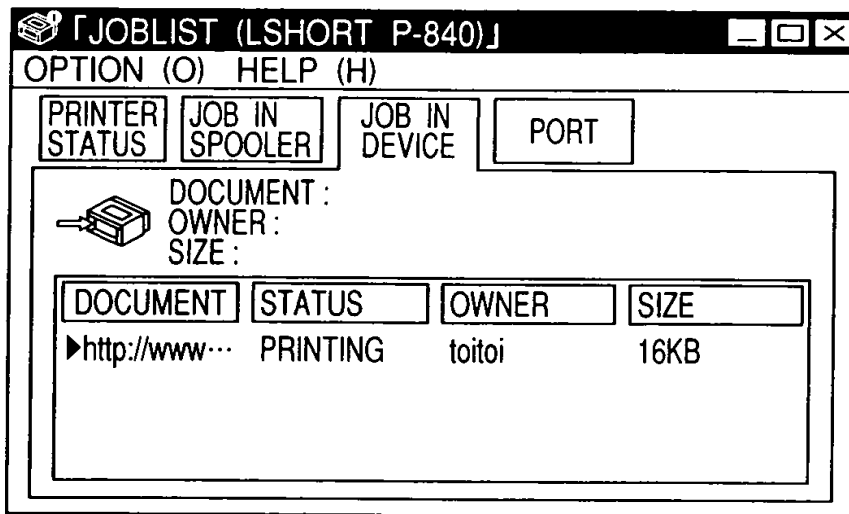 「JOBLIST (LSHORT P-840)」
OPTION (O) HELP (H)
PRINTER STATUS
JOB IN SPOOLER
JOB IN DEVICE
PORT
DOCUMENT :
OWNER :
SIZE :
DOCUMENT STATUS OWNER SIZE
▶http://www··· PRINTING toitoi 16KB